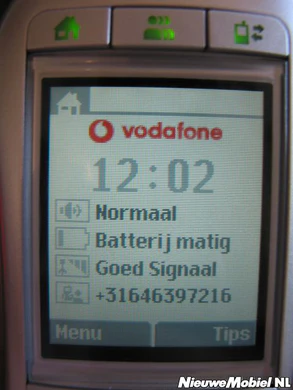 vodafone
12:02
Normaal
Batterij matig
Goed Signaal
+31646397216
Menu Tips
NieuweMobiel NL